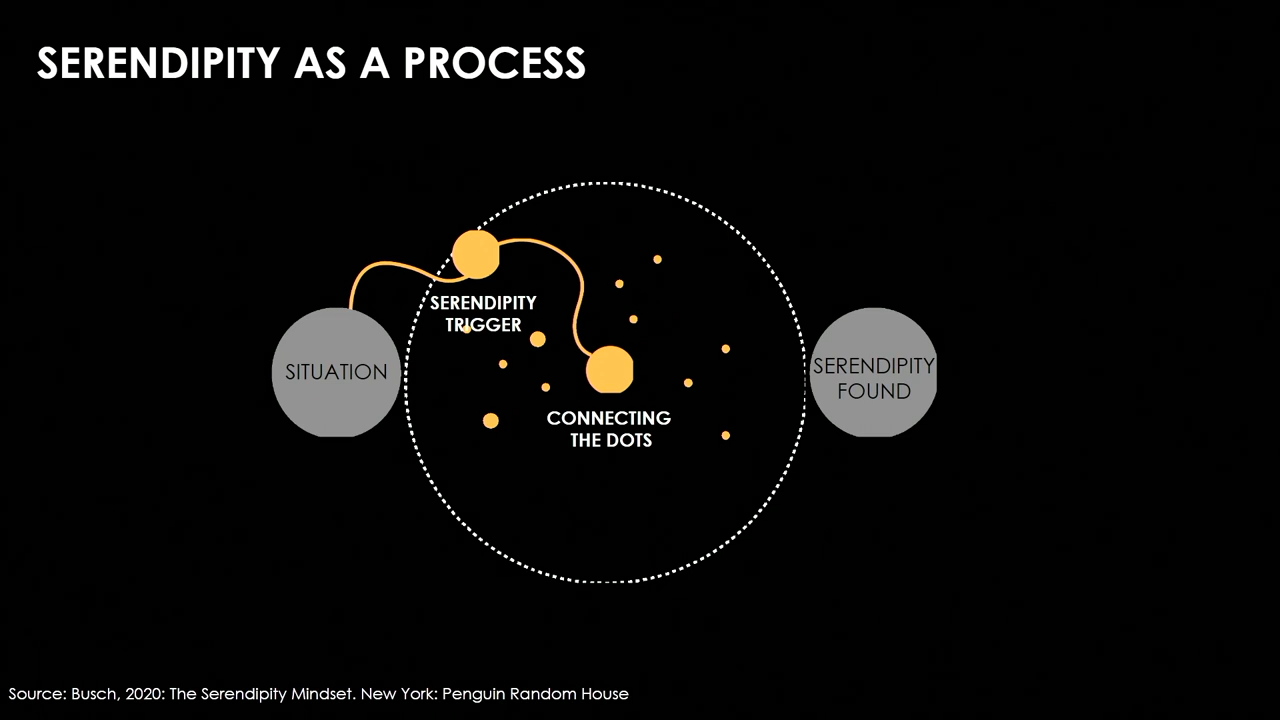 SERENDIPITY AS A PROCESS
SERENDIPITY
TRIGGER
SITUATION
SERENDIPITY
FOUND
CONNECTING
THE DOTS
Source: Busch, 2020: The Serendipity Mindset. New York: Penguin Random House